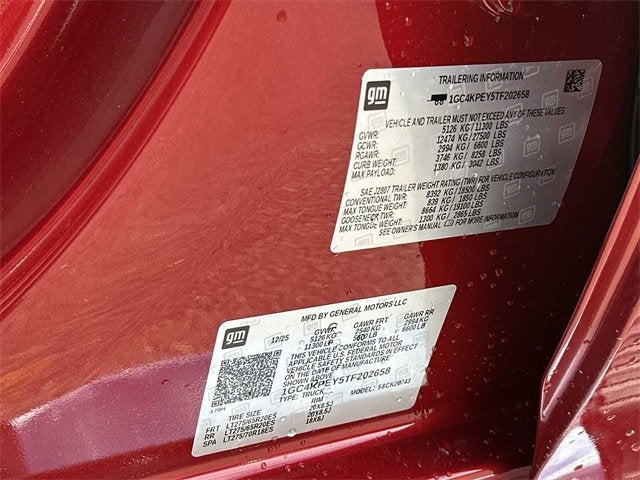 gm
TRAILERING INFORMATION
1GC4KPEY5TF202658
VEHICLE AND TRAILER MUST NOT EXCEED ANY OF THESE VALUES.
GVWR: 5126 KG / 11300 LBS
GCWR: 12474 KG / 27500 LBS
RGAWR: 2994 KG / 6600 LBS
CURB WEIGHT: 3746 KG / 8258 LBS
MAX PAYLOAD: 1380 KG / 3042 LBS
SAE J2807 TRAILER WEIGHT RATING (TWR) FOR VEHICLE CONFIGURATION
CONVENTIONAL TWR: 8392 KG / 18500 LBS
MAX TONGUE WEIGHT: 839 KG / 1850 LBS
GOOSENECK TWR: 8664 KG / 19100 LBS
MAX TONGUE WEIGHT: 1300 KG / 2865 LBS
SEE OWNER'S MANUAL FOR ADDITIONAL INFORMATION
gm
MFD BY GENERAL MOTORS LLC
12/25 GVWR GAWR FRT GAWR RR
5126 KG 2540 KG 2994 KG
11300 LB 5600 LB 6600 LB
THIS VEHICLE CONFORMS TO ALL
APPLICABLE U.S. FEDERAL MOTOR
VEHICLE SAFETY STANDARDS IN EFFECT
ON THE DATE OF MANUFACTURE
SHOWN ABOVE.
1GC4KPEY5TF202658
TYPE: TRUCK MODEL:
TIRE SIZE RIM
FRT LT275/65R20ES 20X8.5J
RR LT275/65R20ES 20X8.5J
SPA LT275/70R18ES 18X8J